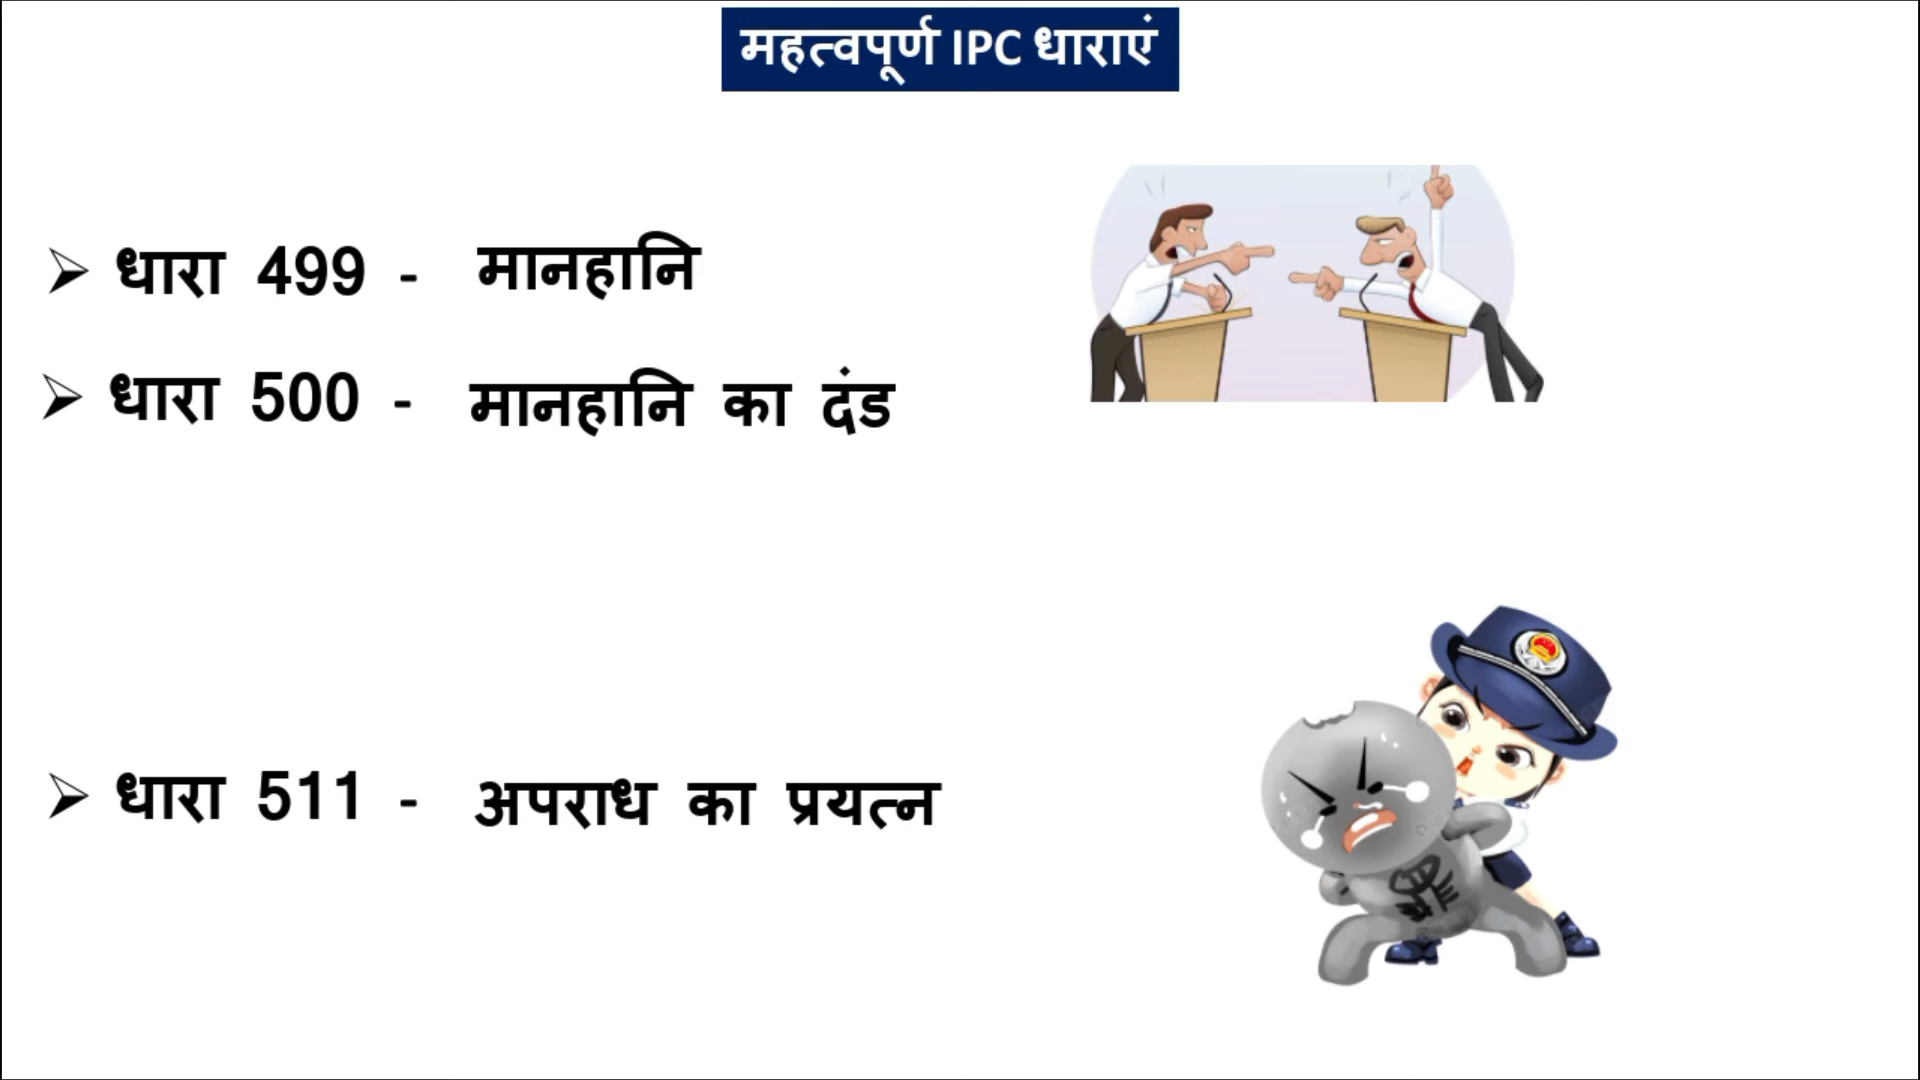 महत्वपूर्ण IPC धाराएं
➢ धारा 499 - मानहानि
➢ धारा 500 - मानहानि का दंड
➢ धारा 511 - अपराध का प्रयत्न